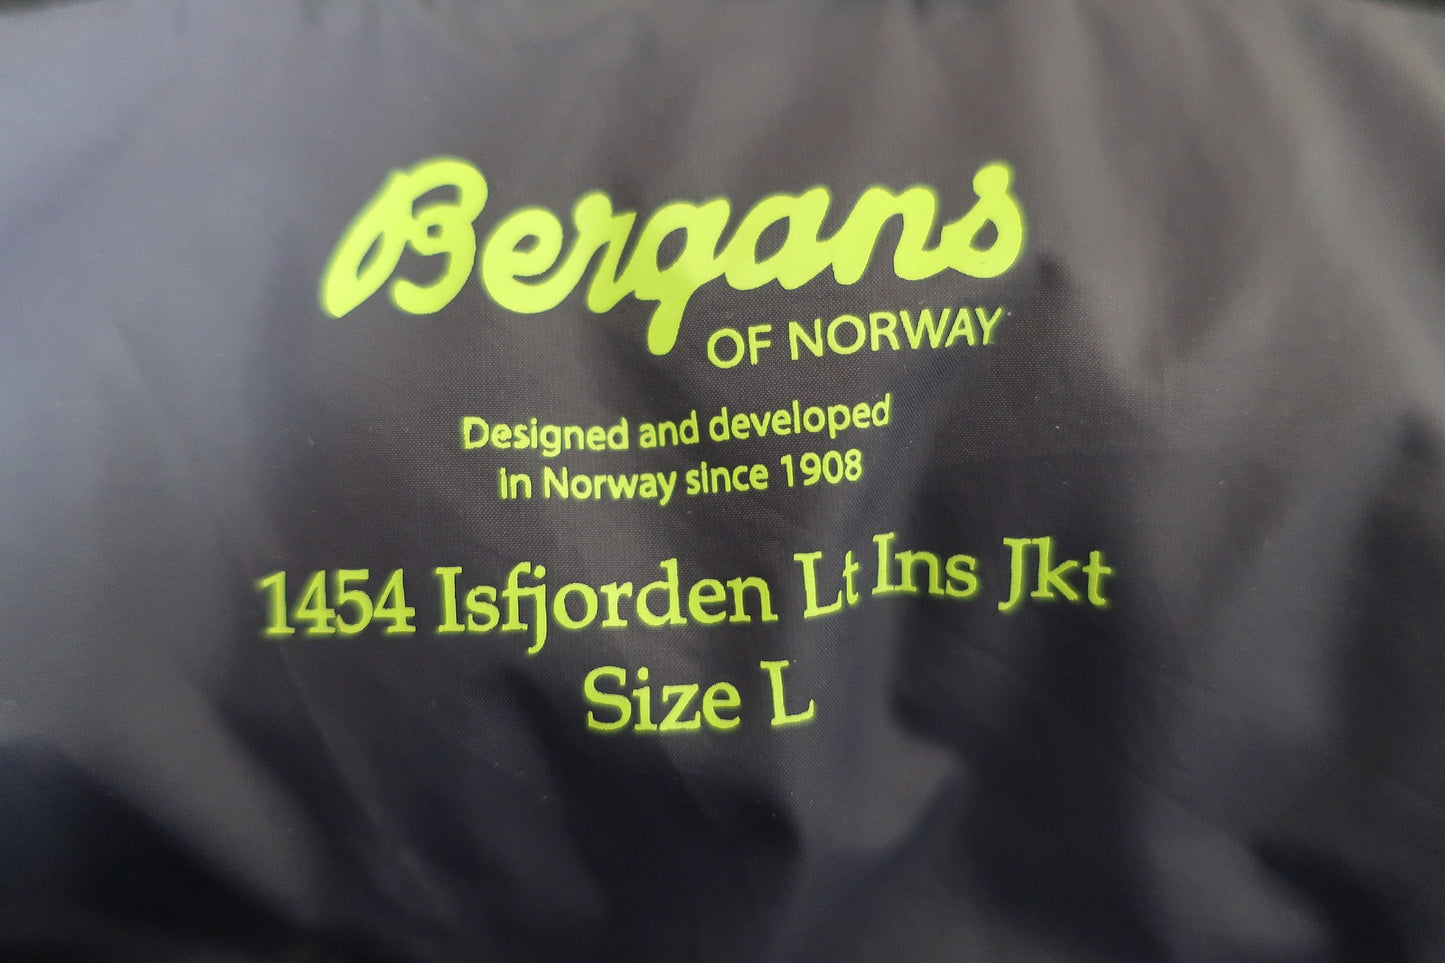 Bergans
OF NORWAY
Designed and developed
in Norway since 1908
1454 Isfjorden Lt Ins Jkt
Size L